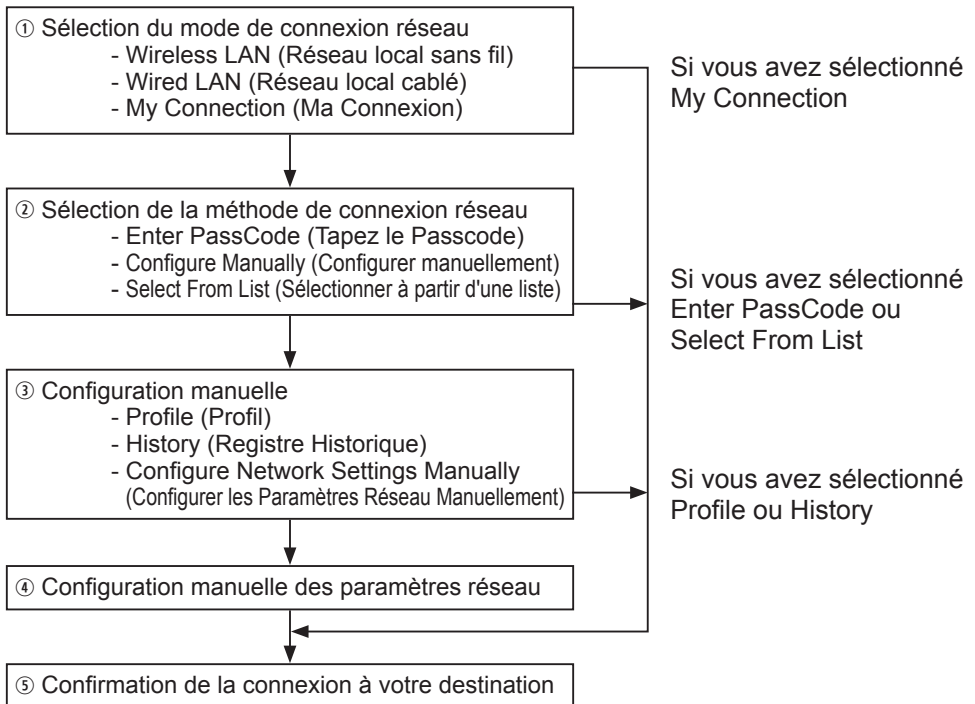 ① Sélection du mode de connexion réseau
- Wireless LAN (Réseau local sans fil)
- Wired LAN (Réseau local cablé)
- My Connection (Ma Connexion)
Si vous avez sélectionné
My Connection
② Sélection de la méthode de connexion réseau
- Enter PassCode (Tapez le Passcode)
- Configure Manually (Configurer manuellement)
- Select From List (Sélectionner à partir d'une liste)
Si vous avez sélectionné
Enter PassCode ou
Select From List
③ Configuration manuelle
- Profile (Profil)
- History (Registre Historique)
- Configure Network Settings Manually
(Configurer les Paramètres Réseau Manuellement)
Si vous avez sélectionné
Profile ou History
④ Configuration manuelle des paramètres réseau
⑤ Confirmation de la connexion à votre destination